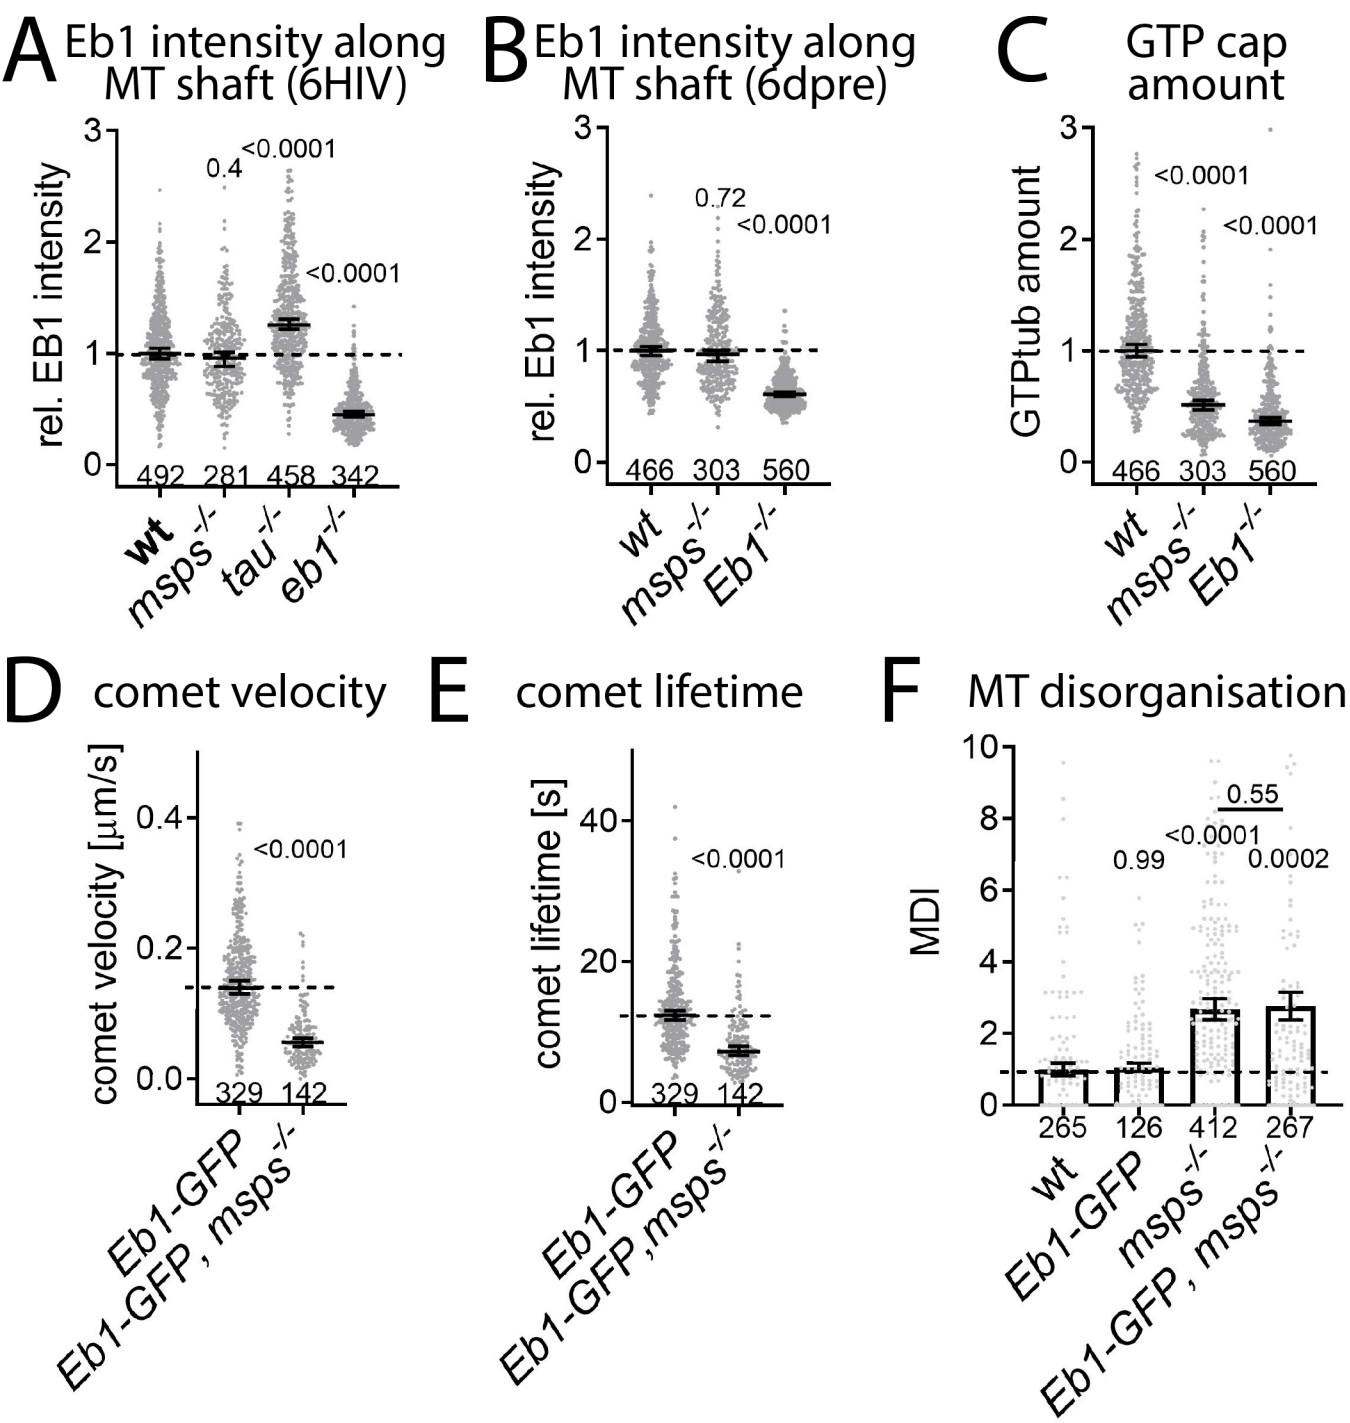 A Eb1 intensity along
MT shaft (6HIV)
rel. EB1 intensity
3
2
1
0
0.4
<0.0001
<0.0001
492 281 458 342
wt
msps-/-
tau-/-
eb1-/-
B Eb1 intensity along
MT shaft (6dpre)
rel. Eb1 intensity
3
2
1
0
0.72
<0.0001
466 303 560
wt
msps-/-
Eb1-/-
C GTP cap
amount
GTPtub amount
3
2
1
0
<0.0001
<0.0001
466 303 560
wt
msps-/-
Eb1-/-
D comet velocity
comet velocity [μm/s]
0.4
0.2
0.0
<0.0001
329 142
Eb1-GFP
Eb1-GFP, msps-/-
E comet lifetime
comet lifetime [s]
40
20
0
<0.0001
329 142
Eb1-GFP
Eb1-GFP,msps-/-
F MT disorganisation
MDI
10
8
6
4
2
0
0.55
<0.0001
0.99
0.0002
265 126 412 267
wt
Eb1-GFP
msps-/-
Eb1-GFP, msps-/-